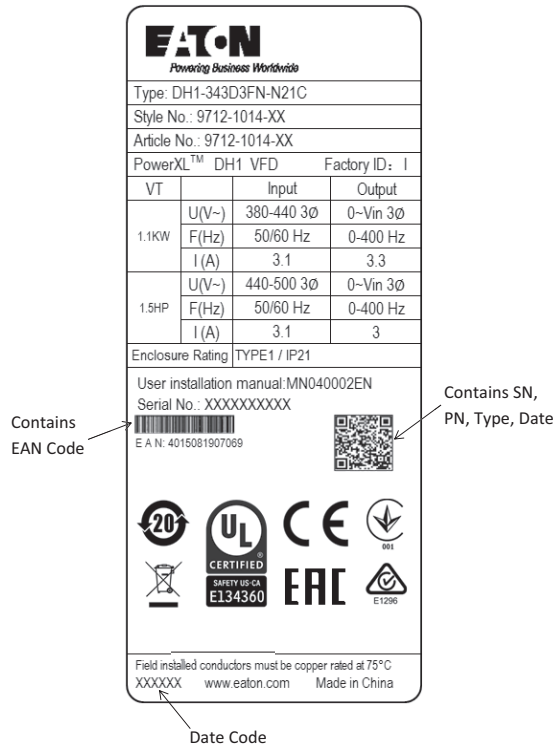 EATON
Powering Business Worldwide
Type: DH1-343D3FN-N21C
Style No.: 9712-1014-XX
Article No.: 9712-1014-XX
PowerXL™ DH1 VFD Factory ID: I
VT Input Output
1.1KW U(V~) 380-440 3Ø 0~Vin 3Ø
F(Hz) 50/60 Hz 0-400 Hz
I (A) 3.1 3.3
1.5HP U(V~) 440-500 3Ø 0~Vin 3Ø
F(Hz) 50/60 Hz 0-400 Hz
I (A) 3.1 3
Enclosure Rating TYPE1 / IP21
User installation manual:MN040002EN
Serial No.: XXXXXXXXXX
E A N: 4015081907069
Contains
EAN Code
Contains SN,
PN, Type, Date
20
UL
®
CERTIFIED
SAFETY US-CA
E134360
CE
001
EAC
E1296
Field installed conductors must be copper rated at 75°C
XXXXXX www.eaton.com Made in China
Date Code